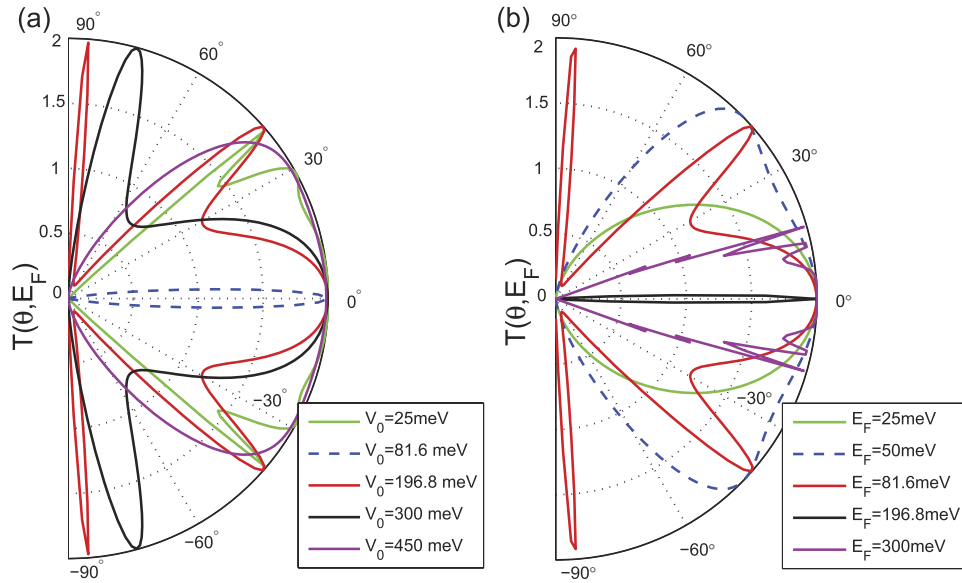 (a)
90°
2
60°
1.5
30°
1
0.5
0
0°
T(θ,E_F)
−30°
−60°
−90°
V_0=25meV
V_0=81.6 meV
V_0=196.8 meV
V_0=300 meV
V_0=450 meV
(b)
90°
2
60°
1.5
30°
1
0.5
0
0°
T(θ,E_F)
−30°
−60°
−90°
E_F=25meV
E_F=50meV
E_F=81.6meV
E_F=196.8meV
E_F=300meV